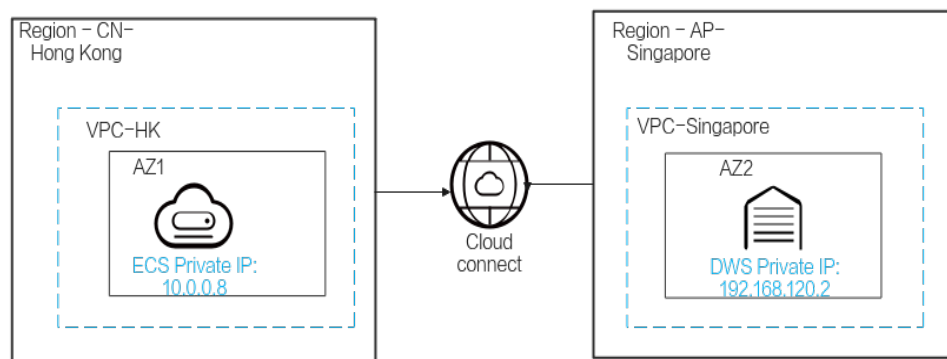 Region - CN-
Hong Kong
VPC-HK
AZ1
ECS Private IP:
10.0.0.8
Cloud
connect
Region - AP-
Singapore
VPC-Singapore
AZ2
DWS Private IP:
192.168.120.2